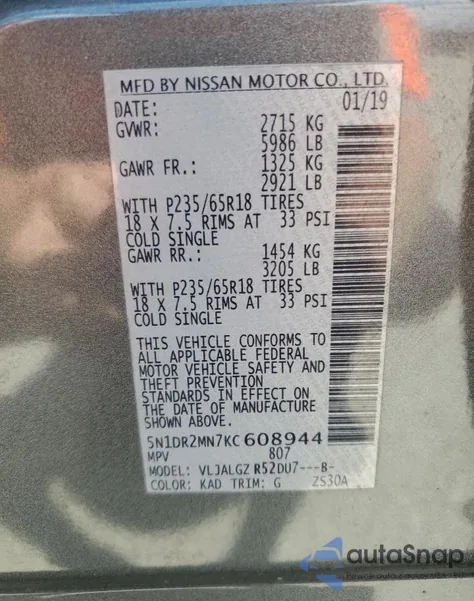 MFD BY NISSAN MOTOR CO., LTD.
DATE: 01/19
GVWR: 2715 KG
5986 LB
GAWR FR.: 1325 KG
2921 LB
WITH P235/65R18 TIRES
18 X 7.5 RIMS AT 33 PSI
COLD SINGLE
GAWR RR.: 1454 KG
3205 LB
WITH P235/65R18 TIRES
18 X 7.5 RIMS AT 33 PSI
COLD SINGLE
THIS VEHICLE CONFORMS TO
ALL APPLICABLE FEDERAL
MOTOR VEHICLE SAFETY AND
THEFT PREVENTION
STANDARDS IN EFFECT ON
THE DATE OF MANUFACTURE
SHOWN ABOVE.
5N1DR2MN7KC608944
MPV 807
MODEL: VLJALGZ R52DU7---B-
COLOR: KAD TRIM: G ZS30A
autoSnap